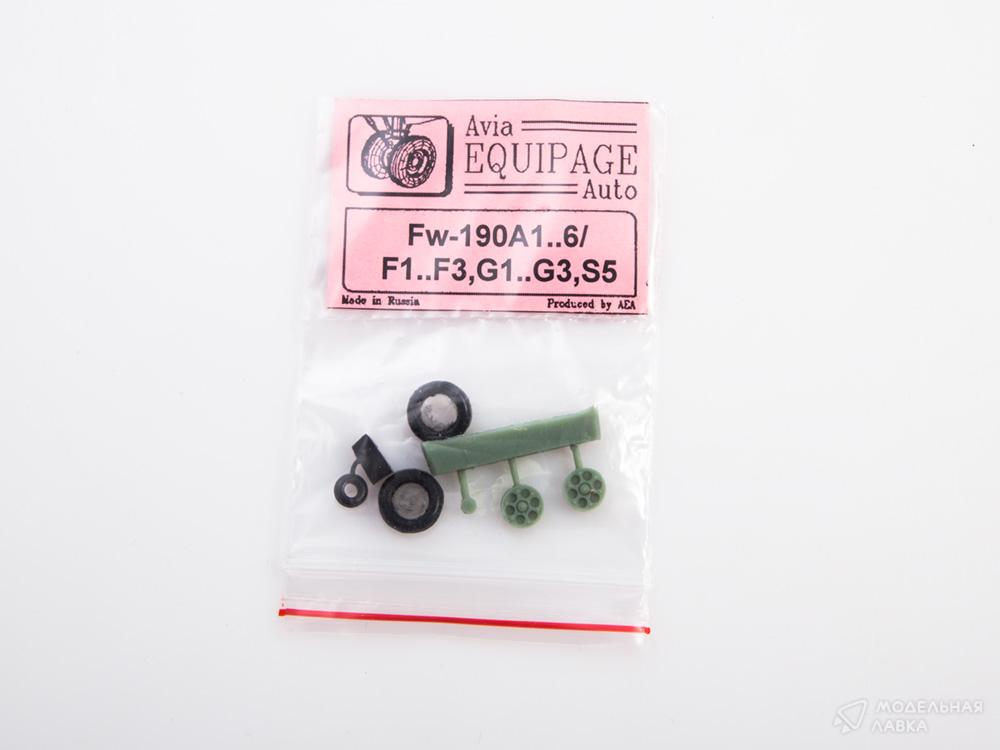 Avia
EQUIPAGE
Auto
Fw-190A1..6/
F1..F3,G1..G3,S5
Made in Russia
Produced by AEA
МОДЕЛЬНАЯ
ЛАВКА